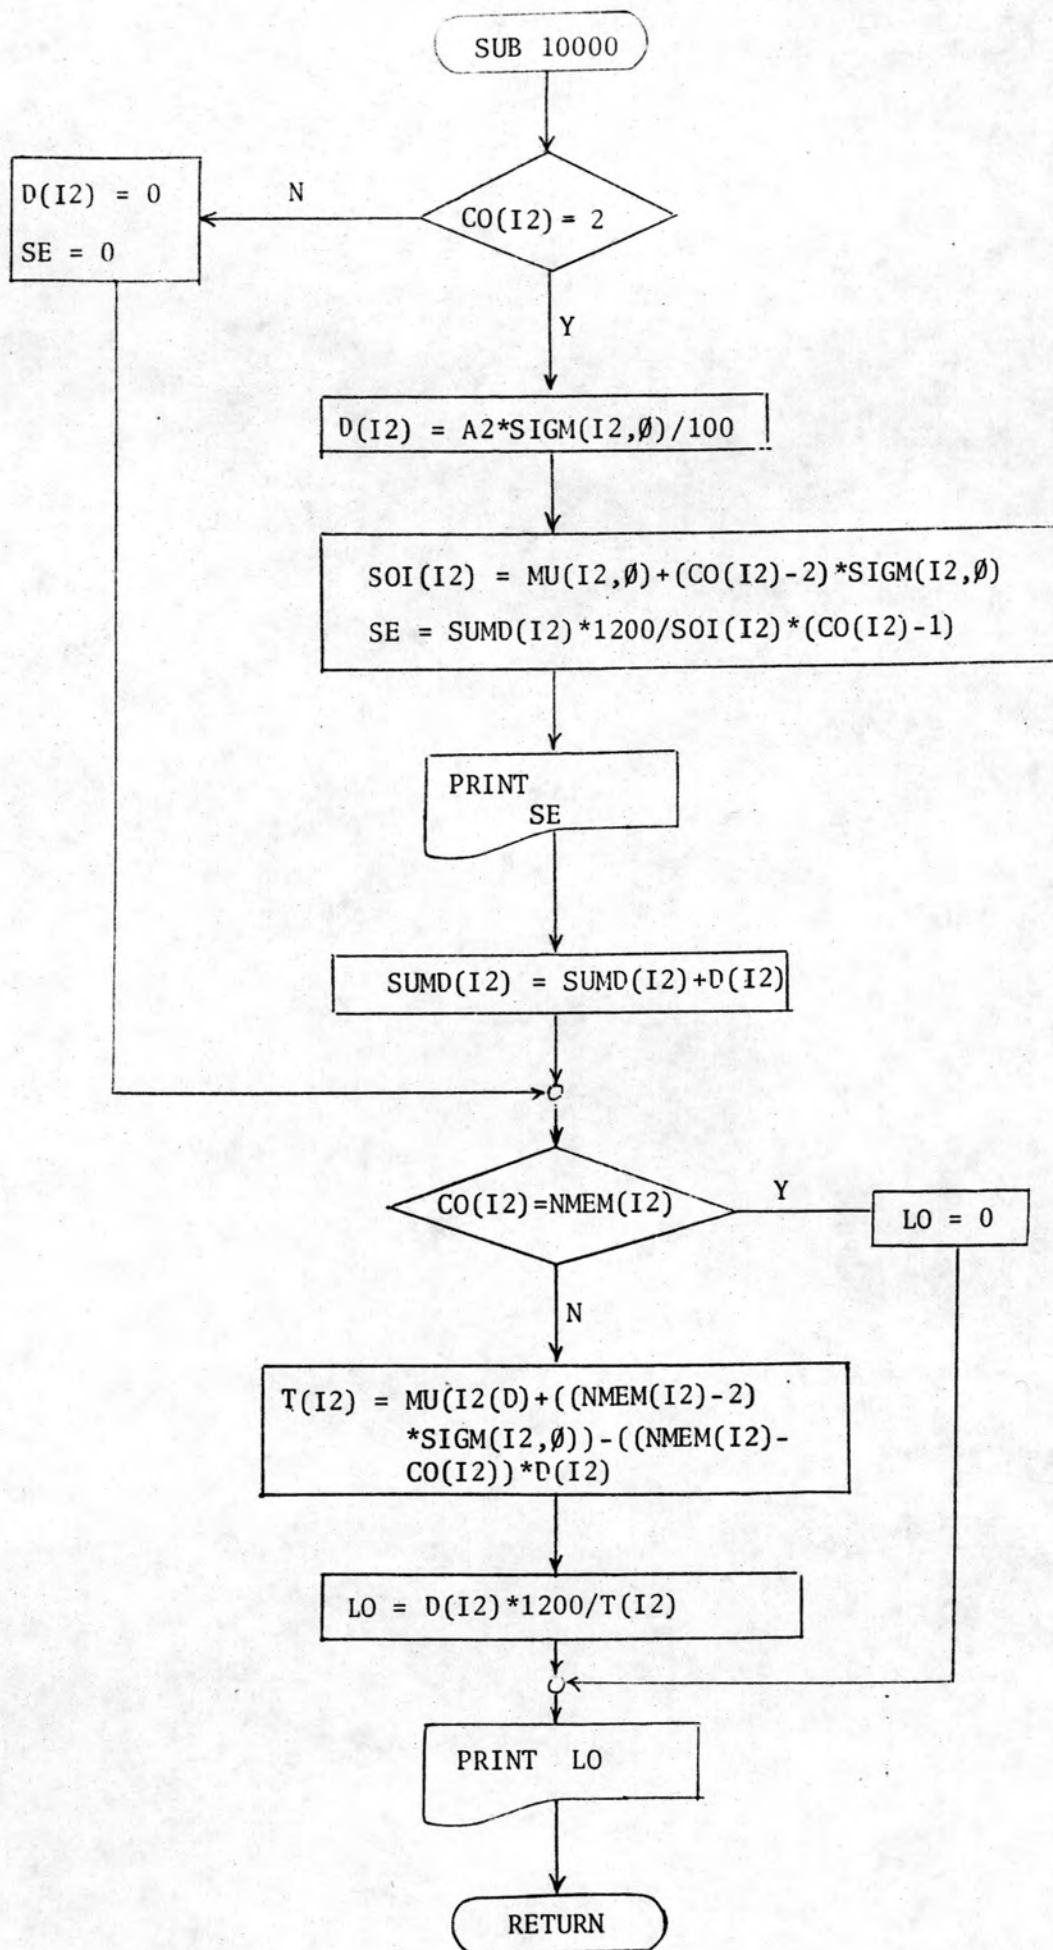 SUB 10000
CO(I2) = 2
N
D(I2) = 0
SE = 0
Y
D(I2) = A2*SIGM(I2,Ø)/100
SOI(I2) = MU(I2,Ø)+(CO(I2)-2)*SIGM(I2,Ø)
SE = SUMD(I2)*1200/SOI(I2)*(CO(I2)-1)
PRINT
SE
SUMD(I2) = SUMD(I2)+D(I2)
CO(I2)=NMEM(I2)
Y
LO = 0
N
T(I2) = MU(I2(D)+((NMEM(I2)-2)
*SIGM(I2,Ø))-((NMEM(I2)-
CO(I2))*D(I2)
LO = D(I2)*1200/T(I2)
PRINT LO
RETURN